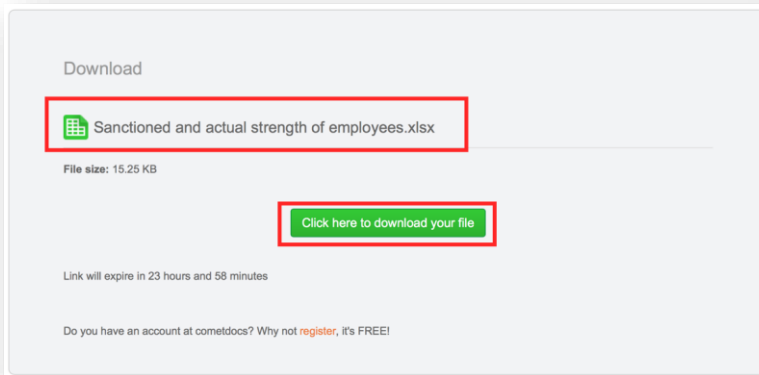 Download
Sanctioned and actual strength of employees.xlsx
File size: 15.25 KB
Click here to download your file
Link will expire in 23 hours and 58 minutes
Do you have an account at cometdocs? Why not register, it's FREE!